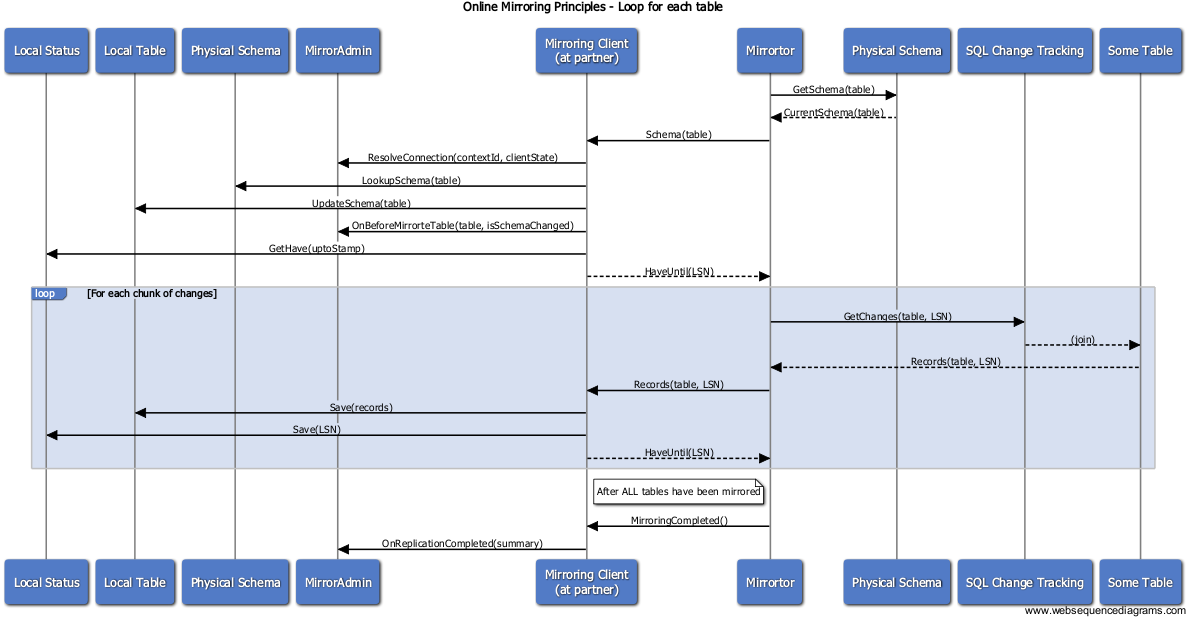 Online Mirroring Principles - Loop for each table
Local Status
Local Table
Physical Schema
MirrorAdmin
Mirroring Client
(at partner)
Mirrortor
Physical Schema
SQL Change Tracking
Some Table
GetSchema(table)
CurrentSchema(table)
Schema(table)
ResolveConnection(contextId, clientState)
LookupSchema(table)
UpdateSchema(table)
OnBeforeMirrorteTable(table, isSchemaChanged)
GetHave(uptoStamp)
HaveUntil(LSN)
loop
[For each chunk of changes]
GetChanges(table, LSN)
(join)
Records(table, LSN)
Records(table, LSN)
Save(records)
Save(LSN)
HaveUntil(LSN)
After ALL tables have been mirrored
MirroringCompleted()
OnReplicationCompleted(summary)
Local Status
Local Table
Physical Schema
MirrorAdmin
Mirroring Client
(at partner)
Mirrortor
Physical Schema
SQL Change Tracking
Some Table
www.websequencediagrams.com